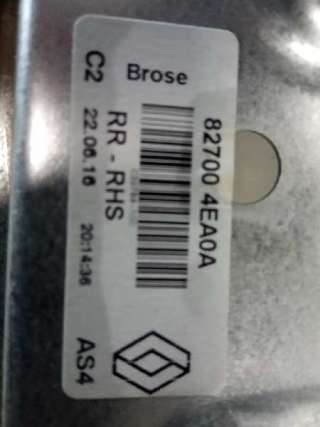 Brose
82700 4EA0A
C2 RR - RHS
22.06.16 20:14:36 AS4